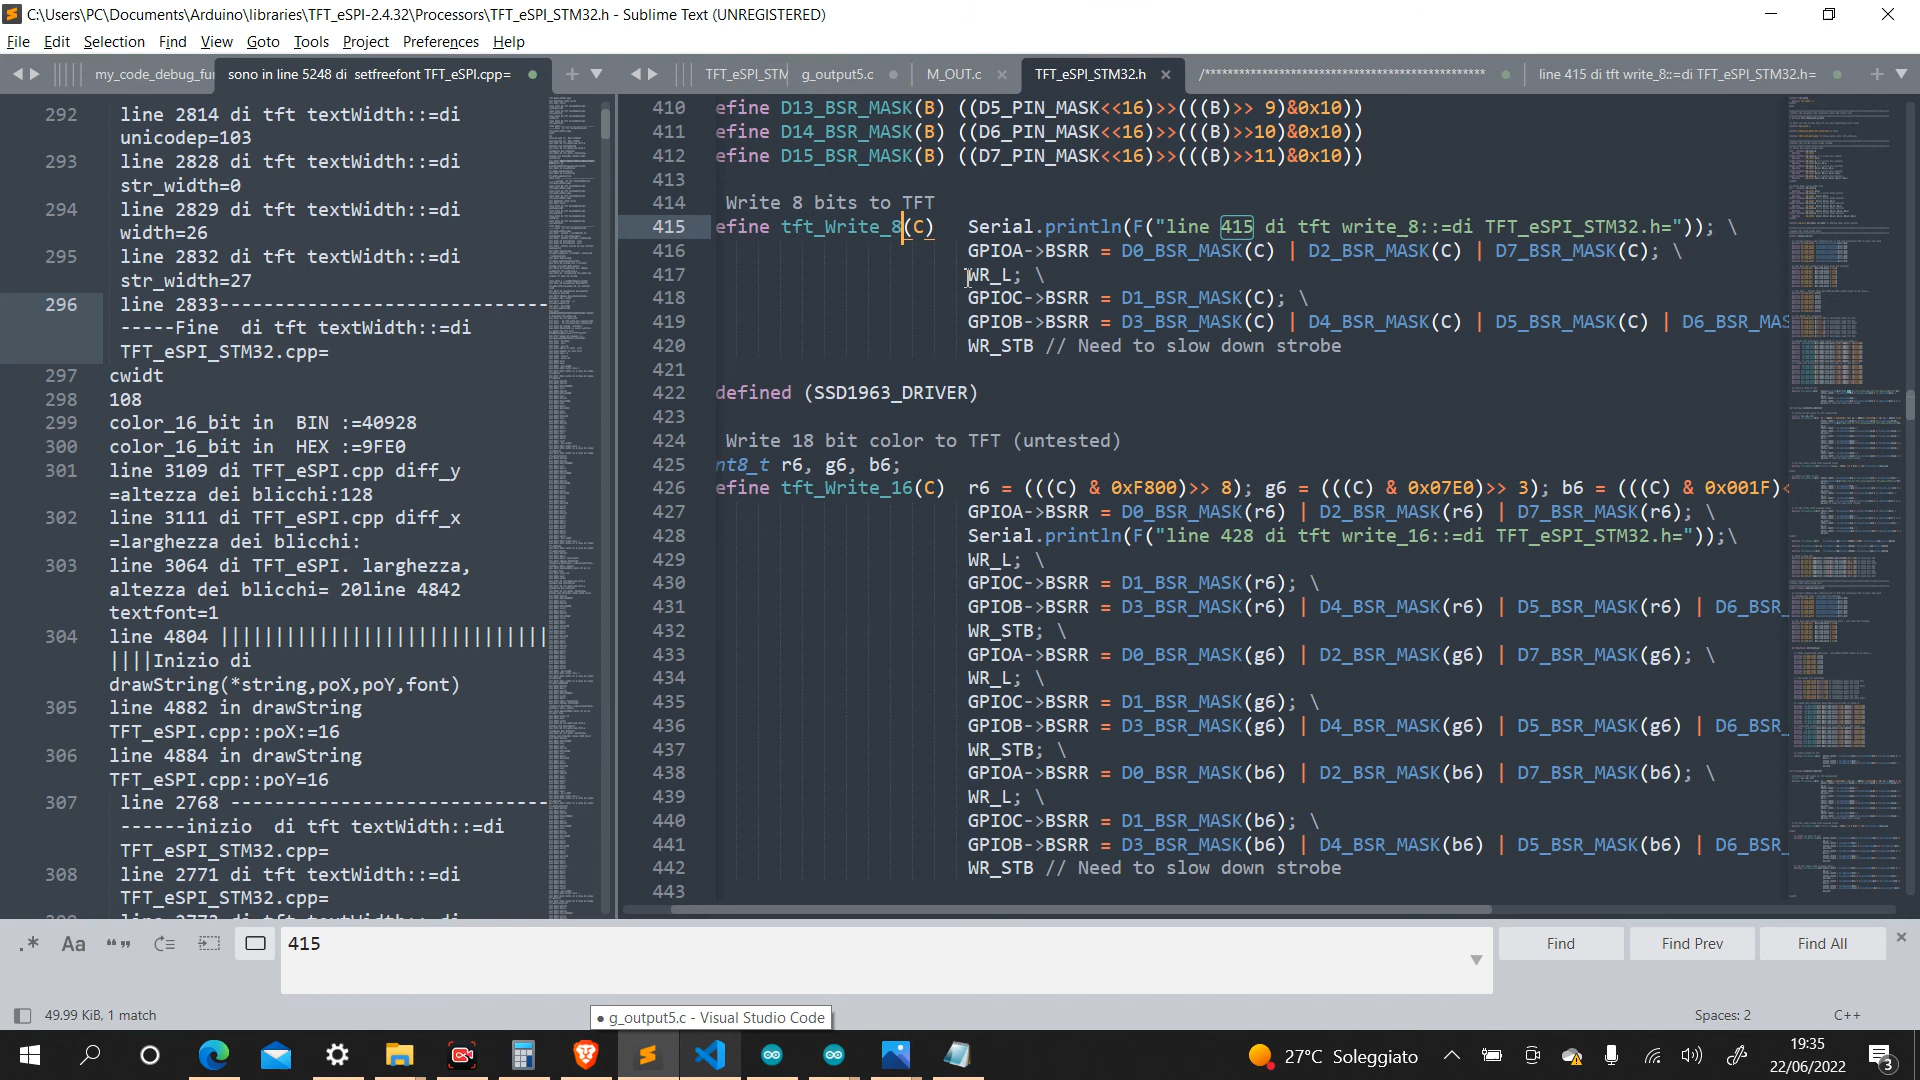 C:\Users\PC\Documents\Arduino\libraries\TFT_eSPI-2.4.32\Processors\TFT_eSPI_STM32.h - Sublime Text (UNREGISTERED)
File Edit Selection Find View Goto Tools Project Preferences Help
my_code_debug_fu sono in line 5248 di setfreefont TFT_eSPI.cpp=
292 line 2814 di tft textWidth::=di
unicodep=103
293 line 2828 di tft textWidth::=di
str_width=0
294 line 2829 di tft textWidth::=di
width=26
295 line 2832 di tft textWidth::=di
str_width=27
296 line 2833------------------------------
-----Fine  di tft textWidth::=di
TFT_eSPI_STM32.cpp=
297 cwidt
298 108
299 color_16_bit in  BIN :=40928
300 color_16_bit in  HEX :=9FE0
301 line 3109 di TFT_eSPI.cpp diff_y
=altezza dei blicchi:128
302 line 3111 di TFT_eSPI.cpp diff_x
=larghezza dei blicchi:
303 line 3064 di TFT_eSPI. larghezza,
altezza dei blicchi= 20line 4842
textfont=1
304 line 4804 ||||||||||||||||||||||||||||||
||||Inizio di
drawString(*string,poX,poY,font)
305 line 4882 in drawString
TFT_eSPI.cpp::poX:=16
306 line 4884 in drawString
TFT_eSPI.cpp::poY=16
307 line 2768 -----------------------------
------inizio  di tft textWidth::=di
TFT_eSPI_STM32.cpp=
308 line 2771 di tft textWidth::=di
TFT_eSPI_STM32.cpp=
TFT_eSPI_STM g_output5.c M_OUT.c TFT_eSPI_STM32.h /******************************************* line 415 di tft write_8::=di TFT_eSPI_STM32.h=
410 efine D13_BSR_MASK(B) ((D5_PIN_MASK<<16)>>(((B)>> 9)&0x10))
411 efine D14_BSR_MASK(B) ((D6_PIN_MASK<<16)>>(((B)>>10)&0x10))
412 efine D15_BSR_MASK(B) ((D7_PIN_MASK<<16)>>(((B)>>11)&0x10))
413
414 Write 8 bits to TFT
415 efine tft_Write_8(C)   Serial.println(F("line 415 di tft write_8::=di TFT_eSPI_STM32.h=")); \
416 GPIOA->BSRR = D0_BSR_MASK(C) | D2_BSR_MASK(C) | D7_BSR_MASK(C); \
417 WR_L; \
418 GPIOC->BSRR = D1_BSR_MASK(C); \
419 GPIOB->BSRR = D3_BSR_MASK(C) | D4_BSR_MASK(C) | D5_BSR_MASK(C) | D6_BSR_MAS
420 WR_STB // Need to slow down strobe
421
422 defined (SSD1963_DRIVER)
423
424 Write 18 bit color to TFT (untested)
425 nt8_t r6, g6, b6;
426 efine tft_Write_16(C)  r6 = (((C) & 0xF800)>> 8); g6 = (((C) & 0x07E0)>> 3); b6 = (((C) & 0x001F)<
427 GPIOA->BSRR = D0_BSR_MASK(r6) | D2_BSR_MASK(r6) | D7_BSR_MASK(r6); \
428 Serial.println(F("line 428 di tft write_16::=di TFT_eSPI_STM32.h="));\
429 WR_L; \
430 GPIOC->BSRR = D1_BSR_MASK(r6); \
431 GPIOB->BSRR = D3_BSR_MASK(r6) | D4_BSR_MASK(r6) | D5_BSR_MASK(r6) | D6_BSR_
432 WR_STB; \
433 GPIOA->BSRR = D0_BSR_MASK(g6) | D2_BSR_MASK(g6) | D7_BSR_MASK(g6); \
434 WR_L; \
435 GPIOC->BSRR = D1_BSR_MASK(g6); \
436 GPIOB->BSRR = D3_BSR_MASK(g6) | D4_BSR_MASK(g6) | D5_BSR_MASK(g6) | D6_BSR_
437 WR_STB; \
438 GPIOA->BSRR = D0_BSR_MASK(b6) | D2_BSR_MASK(b6) | D7_BSR_MASK(b6); \
439 WR_L; \
440 GPIOC->BSRR = D1_BSR_MASK(b6); \
441 GPIOB->BSRR = D3_BSR_MASK(b6) | D4_BSR_MASK(b6) | D5_BSR_MASK(b6) | D6_BSR_
442 WR_STB // Need to slow down strobe
443
.* Aa “” 415 Find Find Prev Find All
49.99 KiB, 1 match Spaces: 2 C++
● g_output5.c - Visual Studio Code
27°C Soleggiato 19:35
22/06/2022 3